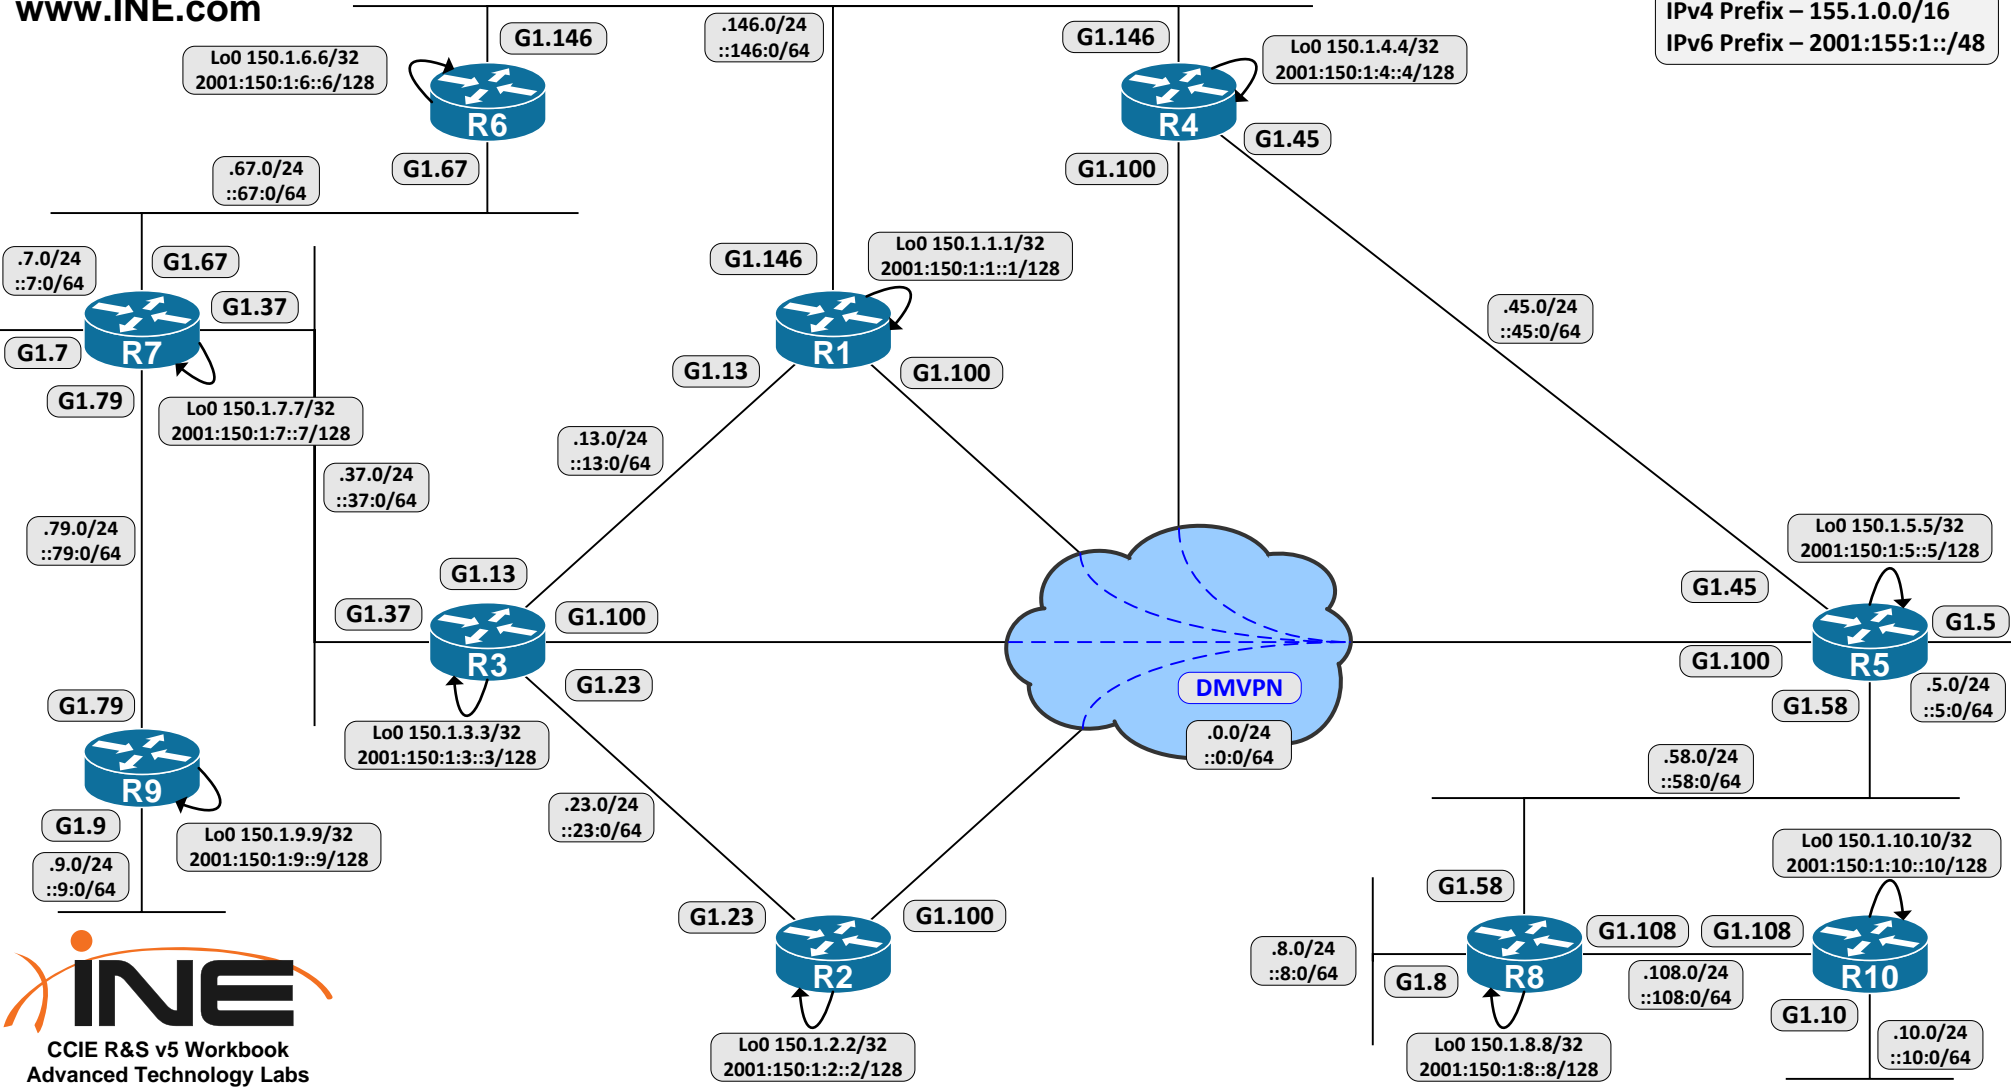 www.INE.com
IPv4 Prefix – 155.1.0.0/16
IPv6 Prefix – 2001:155:1::/48
.146.0/24
::146:0/64
G1.146
G1.146
Lo0 150.1.6.6/32
2001:150:1:6::6/128
R6
Lo0 150.1.4.4/32
2001:150:1:4::4/128
R4
G1.45
G1.67
G1.100
.67.0/24
::67:0/64
.7.0/24
::7:0/64
G1.67
G1.37
R7
G1.7
G1.79
Lo0 150.1.7.7/32
2001:150:1:7::7/128
G1.146
Lo0 150.1.1.1/32
2001:150:1:1::1/128
R1
G1.13
G1.100
.45.0/24
::45:0/64
.13.0/24
::13:0/64
.37.0/24
::37:0/64
.79.0/24
::79:0/64
Lo0 150.1.5.5/32
2001:150:1:5::5/128
G1.13
G1.37
G1.100
R3
G1.23
G1.45
G1.5
R5
G1.100
G1.58
.5.0/24
::5:0/64
DMVPN
.0.0/24
::0:0/64
G1.79
Lo0 150.1.3.3/32
2001:150:1:3::3/128
R9
G1.9
.9.0/24
::9:0/64
Lo0 150.1.9.9/32
2001:150:1:9::9/128
.23.0/24
::23:0/64
.58.0/24
::58:0/64
Lo0 150.1.10.10/32
2001:150:1:10::10/128
G1.58
G1.23
G1.100
R2
Lo0 150.1.2.2/32
2001:150:1:2::2/128
.8.0/24
::8:0/64
G1.8
R8
G1.108
G1.108
.108.0/24
::108:0/64
R10
G1.10
.10.0/24
::10:0/64
Lo0 150.1.8.8/32
2001:150:1:8::8/128
iNE
CCIE R&S v5 Workbook
Advanced Technology Labs